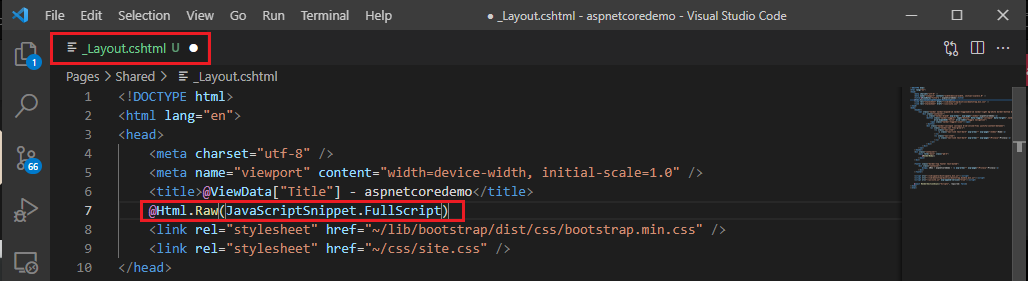 File Edit Selection View Go Run Terminal Help ● _Layout.cshtml - aspnetcoredemo - Visual Studio Code
_Layout.cshtml U ●
Pages > Shared > _Layout.cshtml
1 <!DOCTYPE html>
2 <html lang="en">
3 <head>
4 <meta charset="utf-8" />
5 <meta name="viewport" content="width=device-width, initial-scale=1.0" />
6 <title>@ViewData["Title"] - aspnetcoredemo</title>
7 @Html.Raw(JavaScriptSnippet.FullScript)
8 <link rel="stylesheet" href="~/lib/bootstrap/dist/css/bootstrap.min.css" />
9 <link rel="stylesheet" href="~/css/site.css" />
10 </head>
1
66